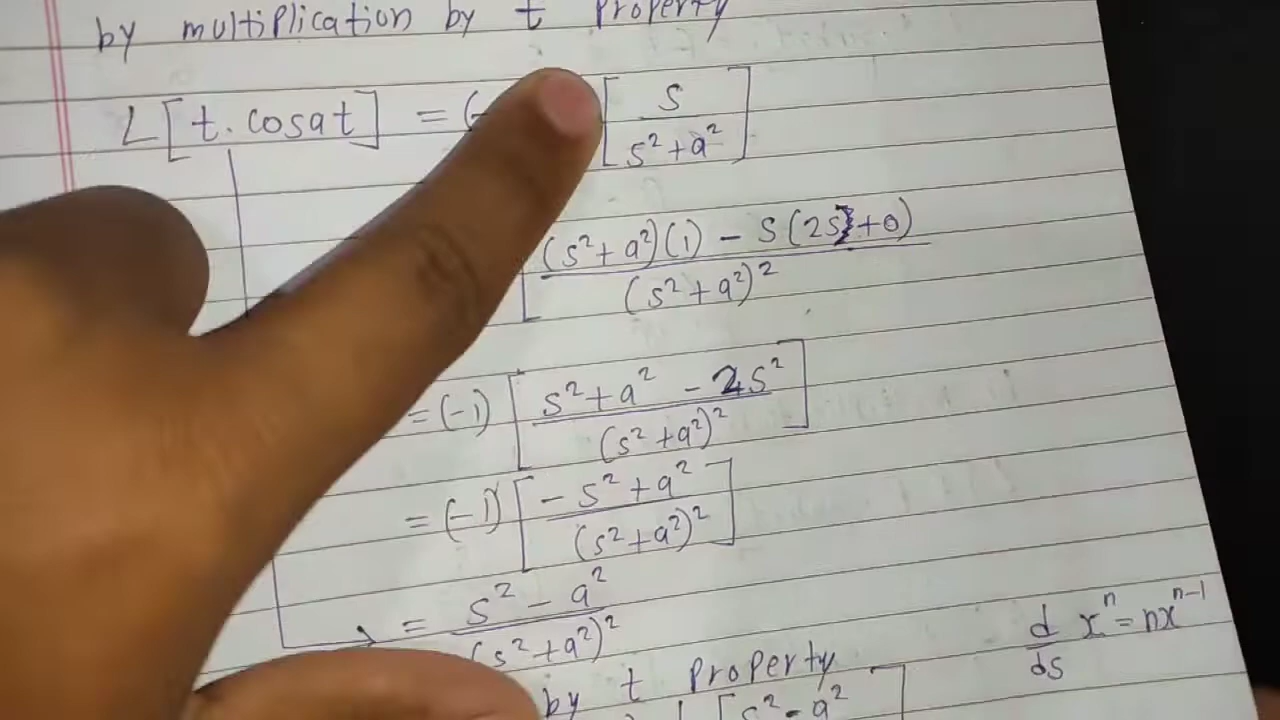 by multiplication by t property
L[t.cosat] = (- [s/(s²+a²)]
[((s²+a²)(1) - s(2s+0))/(s²+a²)²
= (-1) [(s²+a² - 2s²)/(s²+a²)²]
= (-1) [(-s²+a²)/(s²+a²)²]
= (s² - a²)/(s²+a²)²
d/ds xⁿ = nxⁿ⁻¹
by t property
[s² - a²